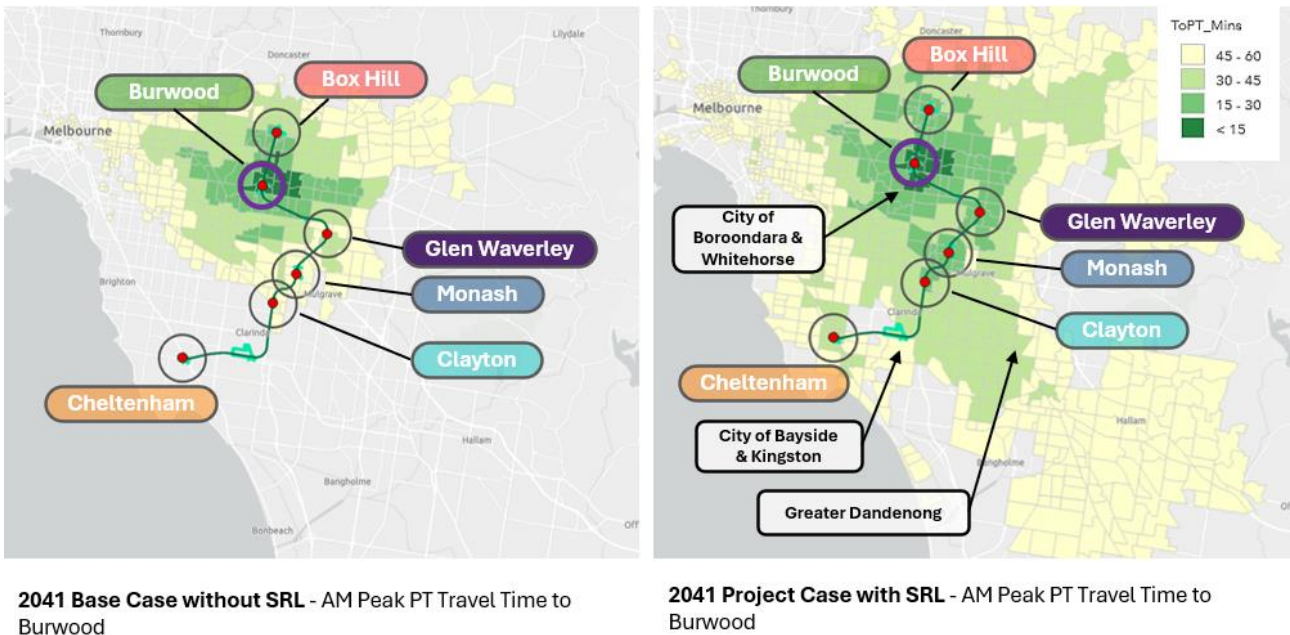 Thornbury
Lilydale
Doncaster
Box Hill
Burwood
Melbourne
Glen Waverley
Brighton
Monash
Mulgrave
Clarinda
Clayton
Cheltenham
Hallam
Bangholme
Bonbeach
Off
2041 Base Case without SRL - AM Peak PT Travel Time to
Burwood
Thornbury
Doncaster
ToPT_Mins
45 - 60
30 - 45
15 - 30
< 15
Box Hill
Burwood
Melbourne
City of
Boroondara &
Whitehorse
Glen Waverley
Monash
Mulgrave
Clarinda
Clayton
Cheltenham
City of Bayside
& Kingston
Hallam
Bangholme
Greater Dandenong
Bonbeach
2041 Project Case with SRL - AM Peak PT Travel Time to
Burwood